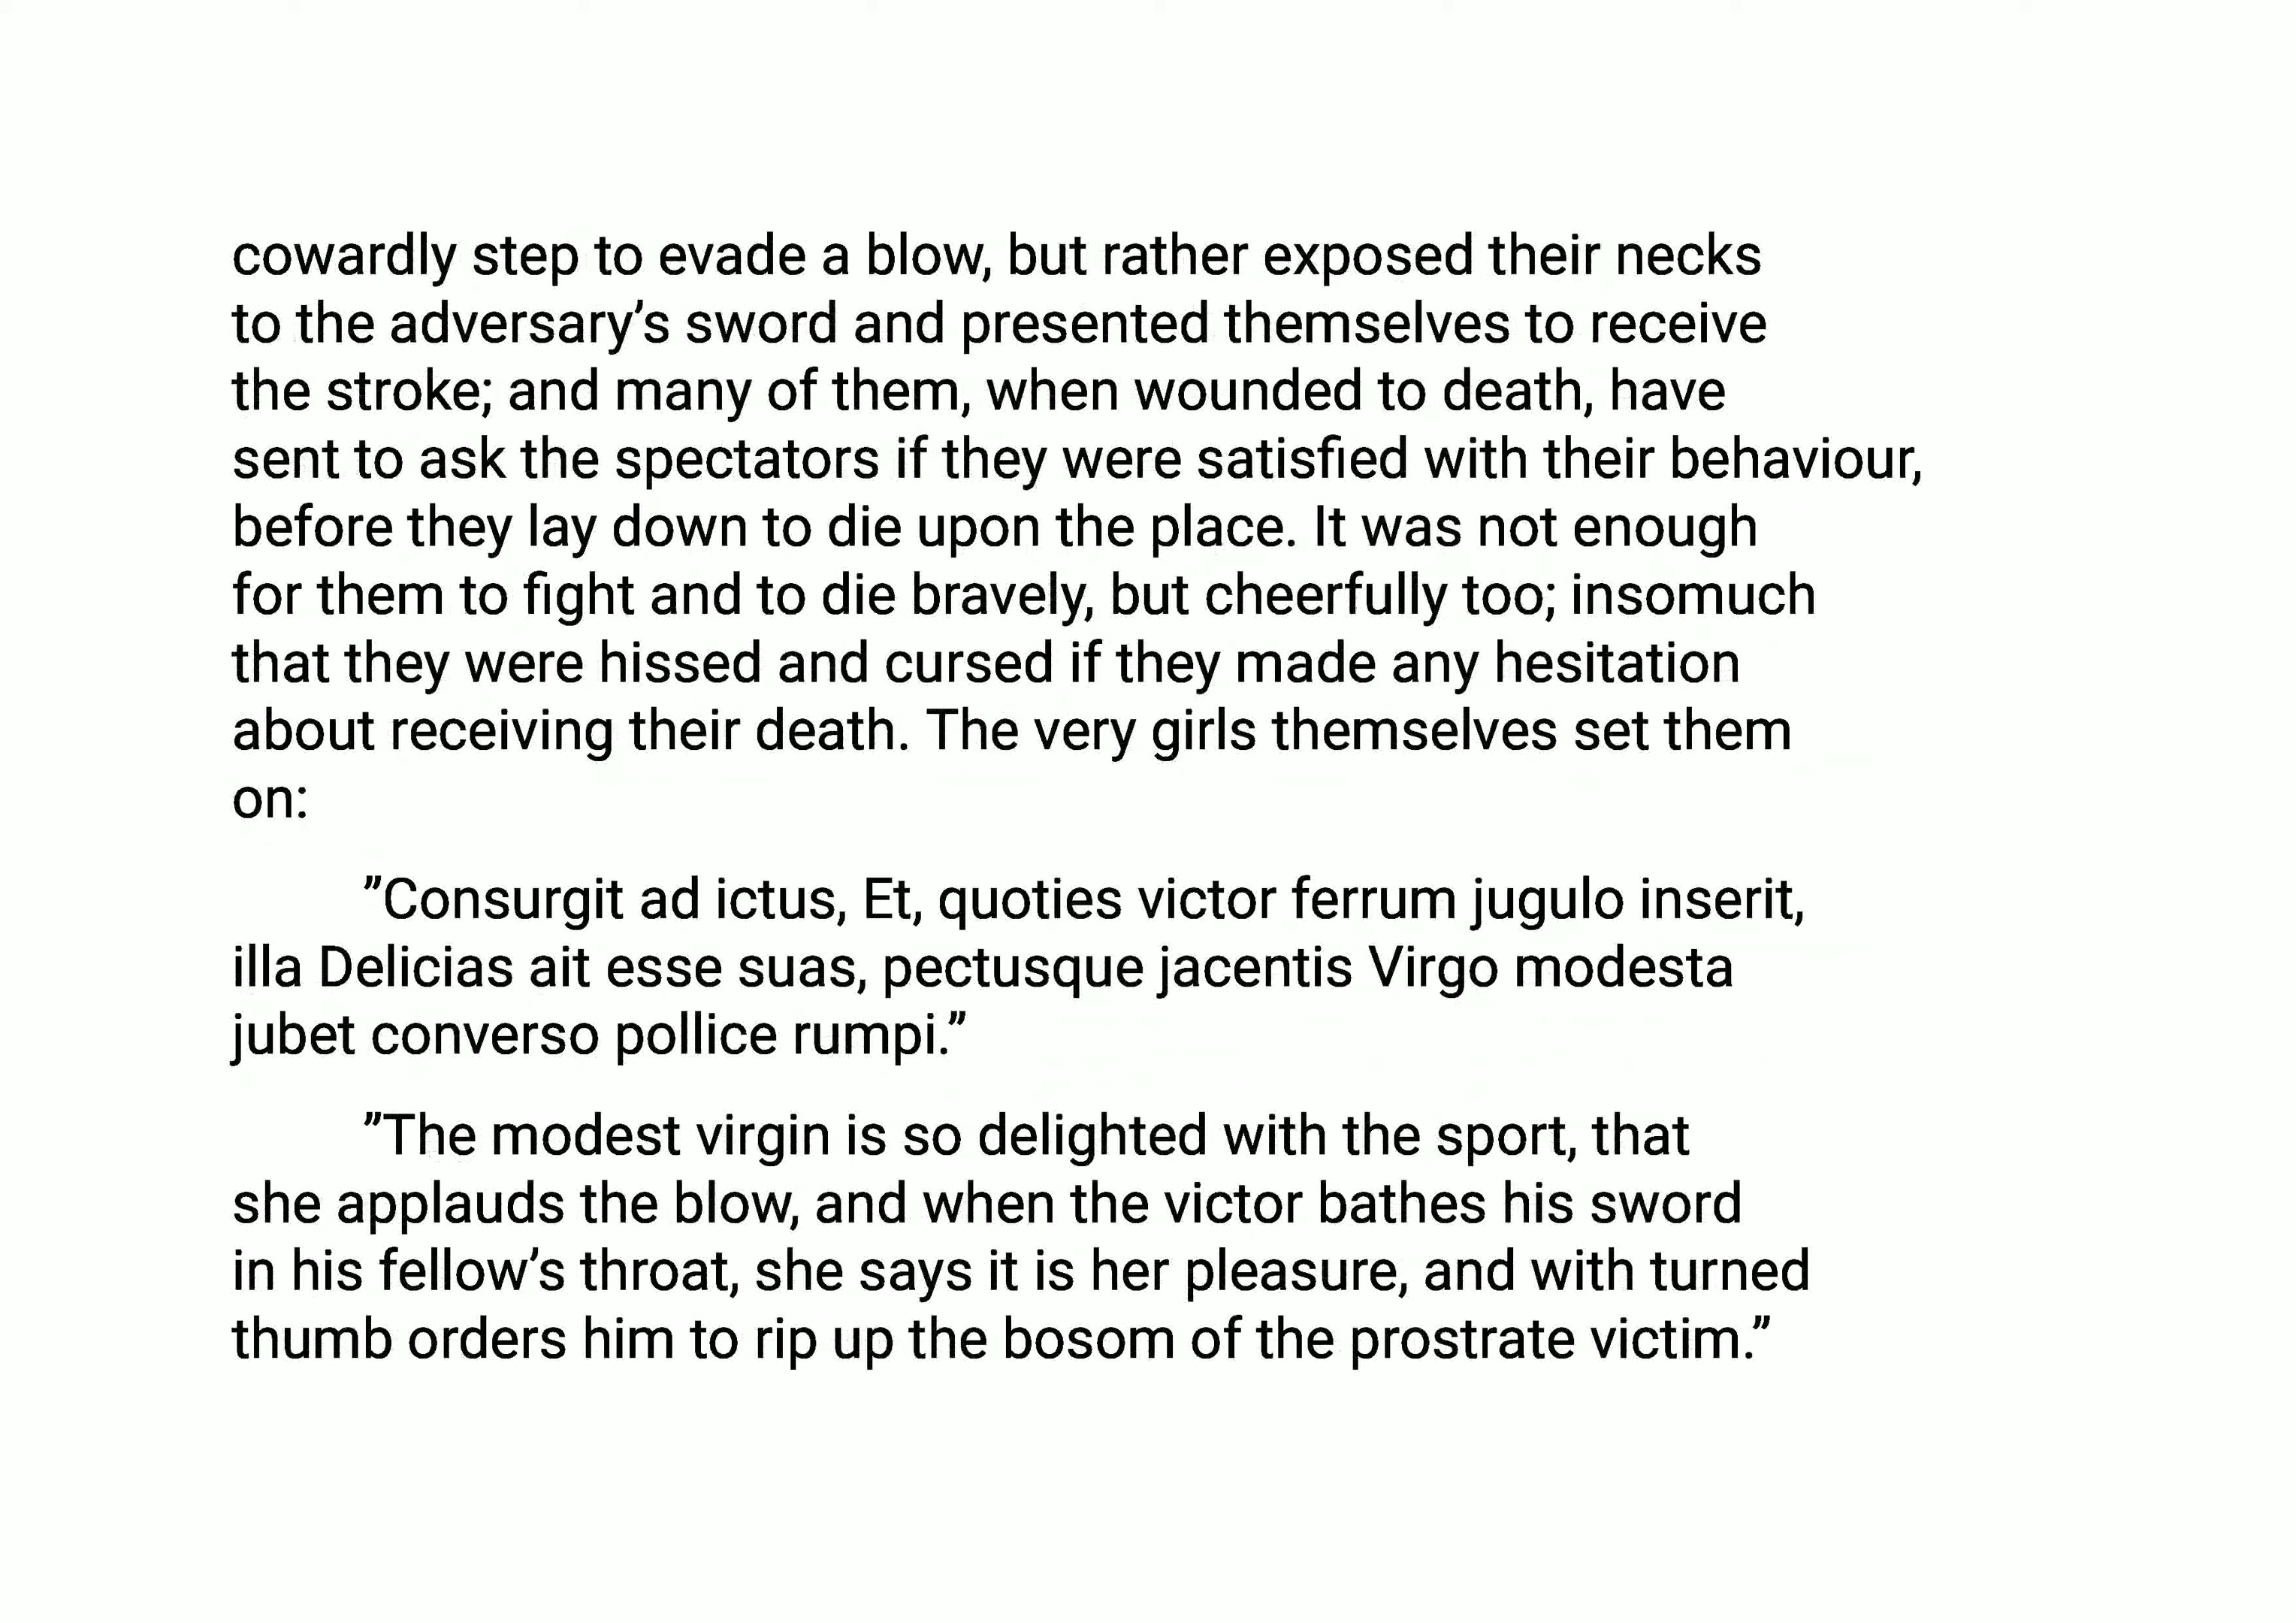 cowardly step to evade a blow, but rather exposed their necks
to the adversary’s sword and presented themselves to receive
the stroke; and many of them, when wounded to death, have
sent to ask the spectators if they were satisfied with their behaviour,
before they lay down to die upon the place. It was not enough
for them to fight and to die bravely, but cheerfully too; insomuch
that they were hissed and cursed if they made any hesitation
about receiving their death. The very girls themselves set them
on:
”Consurgit ad ictus, Et, quoties victor ferrum jugulo inserit,
illa Delicias ait esse suas, pectusque jacentis Virgo modesta
jubet converso pollice rumpi.”
”The modest virgin is so delighted with the sport, that
she applauds the blow, and when the victor bathes his sword
in his fellow’s throat, she says it is her pleasure, and with turned
thumb orders him to rip up the bosom of the prostrate victim.”